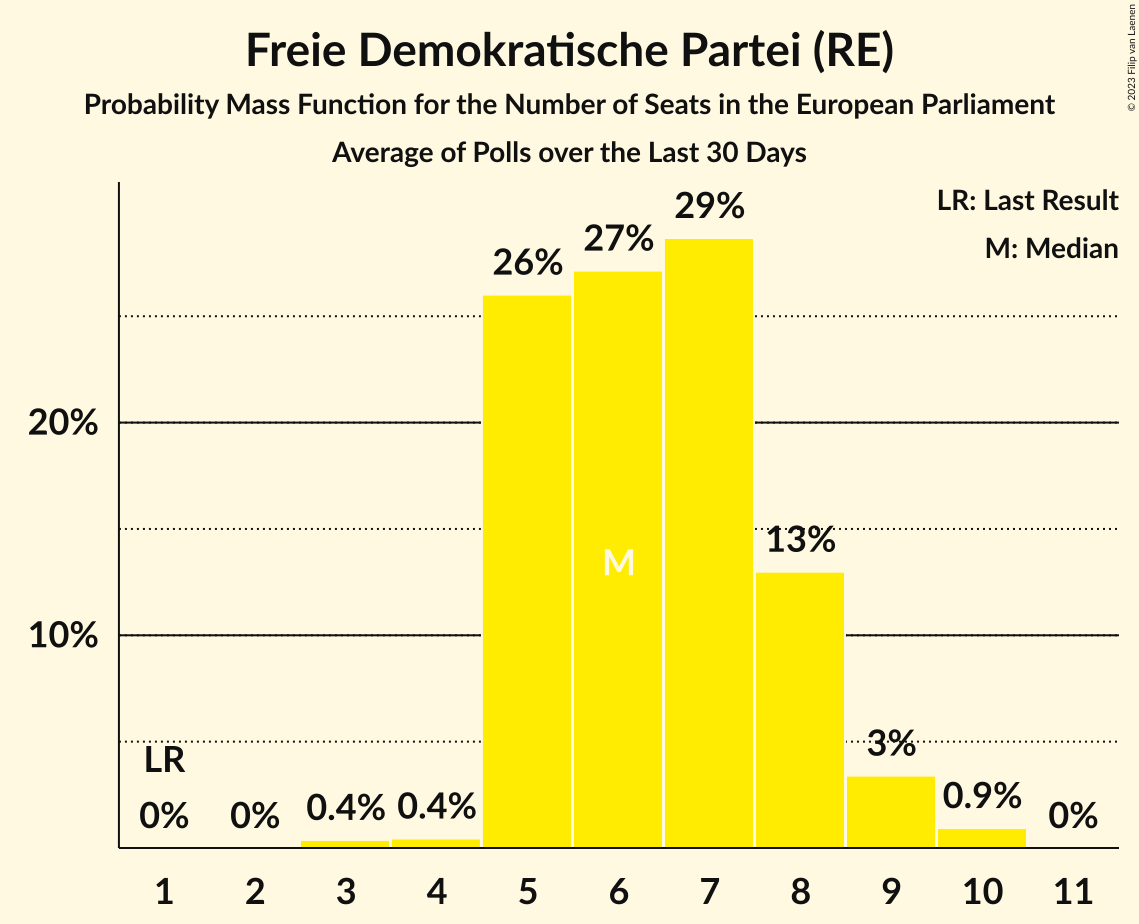 Freie Demokratische Partei (RE)
Probability Mass Function for the Number of Seats in the European Parliament
Average of Polls over the Last 30 Days
© 2023 Filip van Laenen
LR: Last Result
M: Median
29%
27%
26%
20%
13%
M
10%
3%
LR
0%
0%
0.4%
0.4%
0.9%
0%
1 2 3 4 5 6 7 8 9 10 11